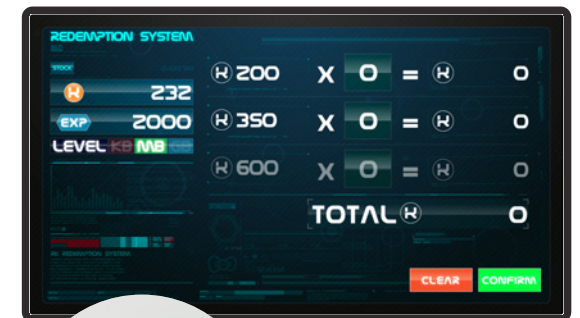 REDEMPTION SYSTEM
STOCK
K 232
EXP 2000
LEVEL KB MB GB
K 200 X 0 = K 0
K 350 X 0 = K 0
K 600 X 0 = K 0
TOTAL K 0
CLEAR CONFIRM